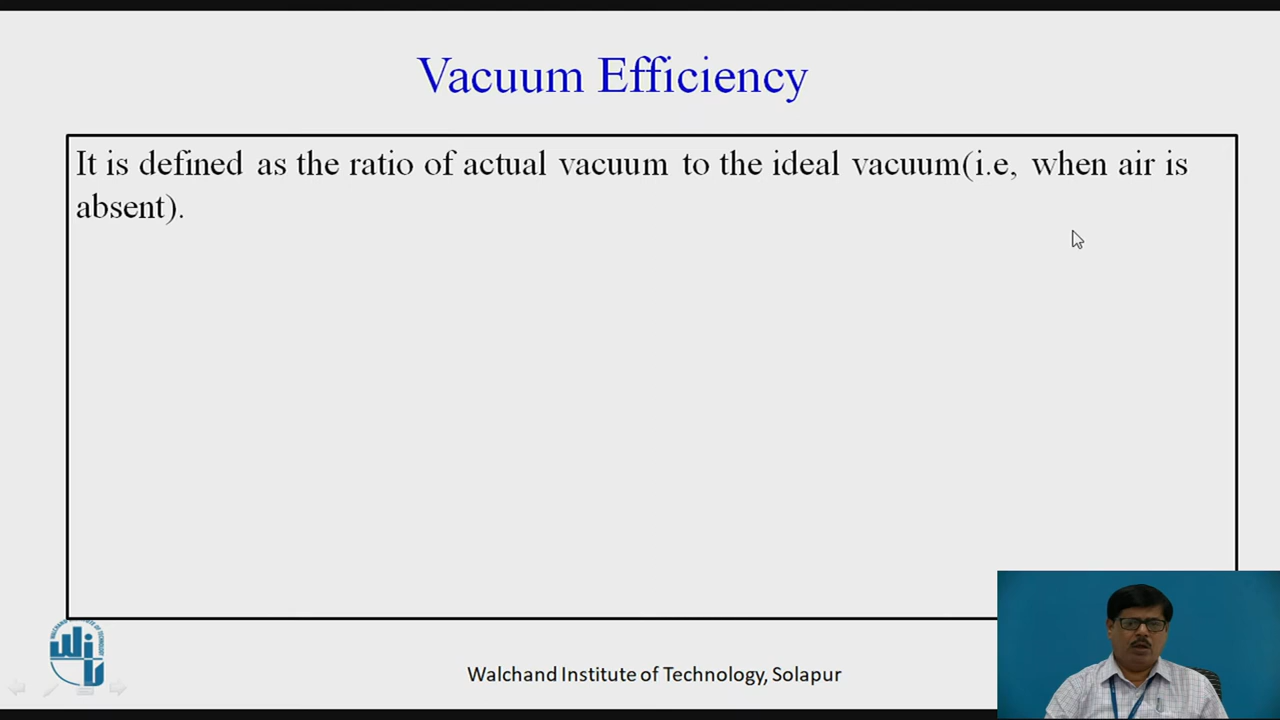 Vacuum Efficiency
It is defined as the ratio of actual vacuum to the ideal vacuum(i.e, when air is
absent).
Walchand Institute of Technology, Solapur